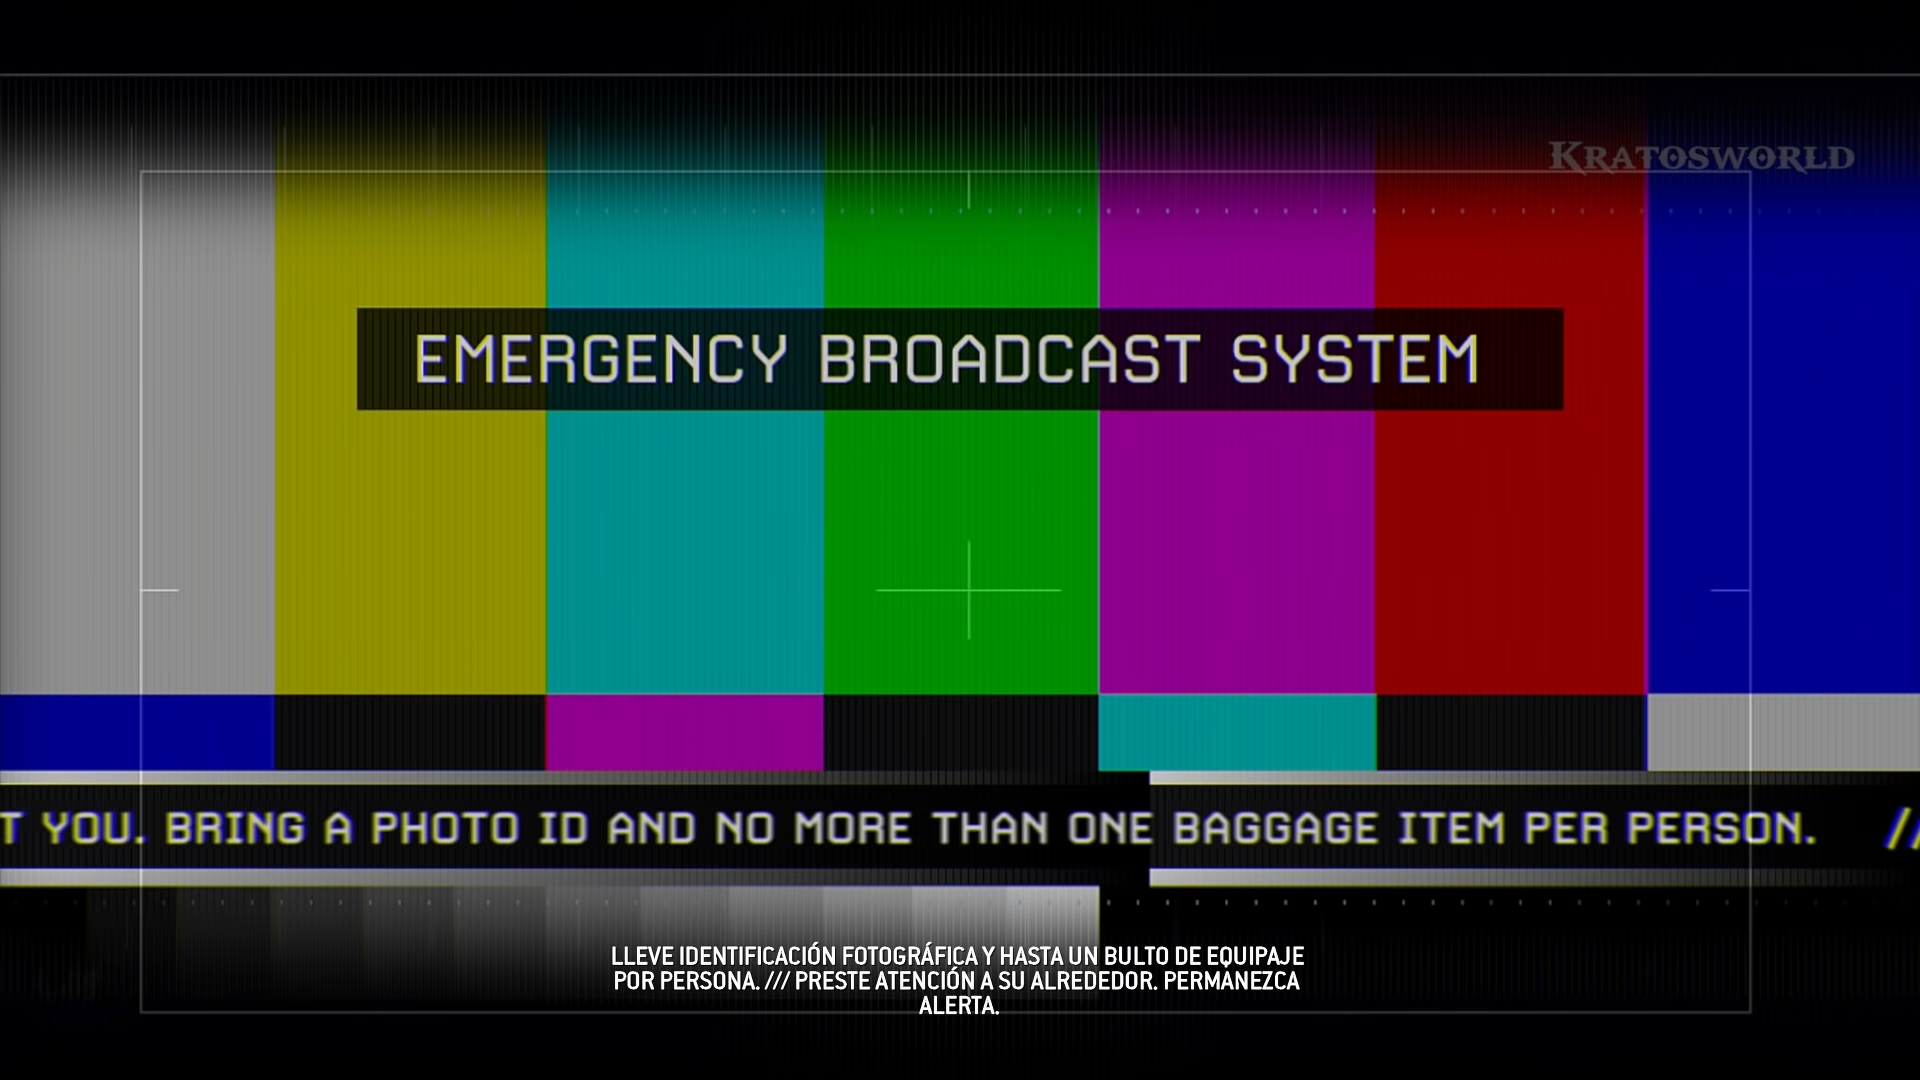 KRATOSWORLD
EMERGENCY BROADCAST SYSTEM
T YOU. BRING A PHOTO ID AND NO MORE THAN ONE BAGGAGE ITEM PER PERSON. //
LLEVE IDENTIFICACIÓN FOTOGRÁFICA Y HASTA UN BULTO DE EQUIPAJE
POR PERSONA. /// PRESTE ATENCIÓN A SU ALREDEDOR. PERMANEZCA
ALERTA.